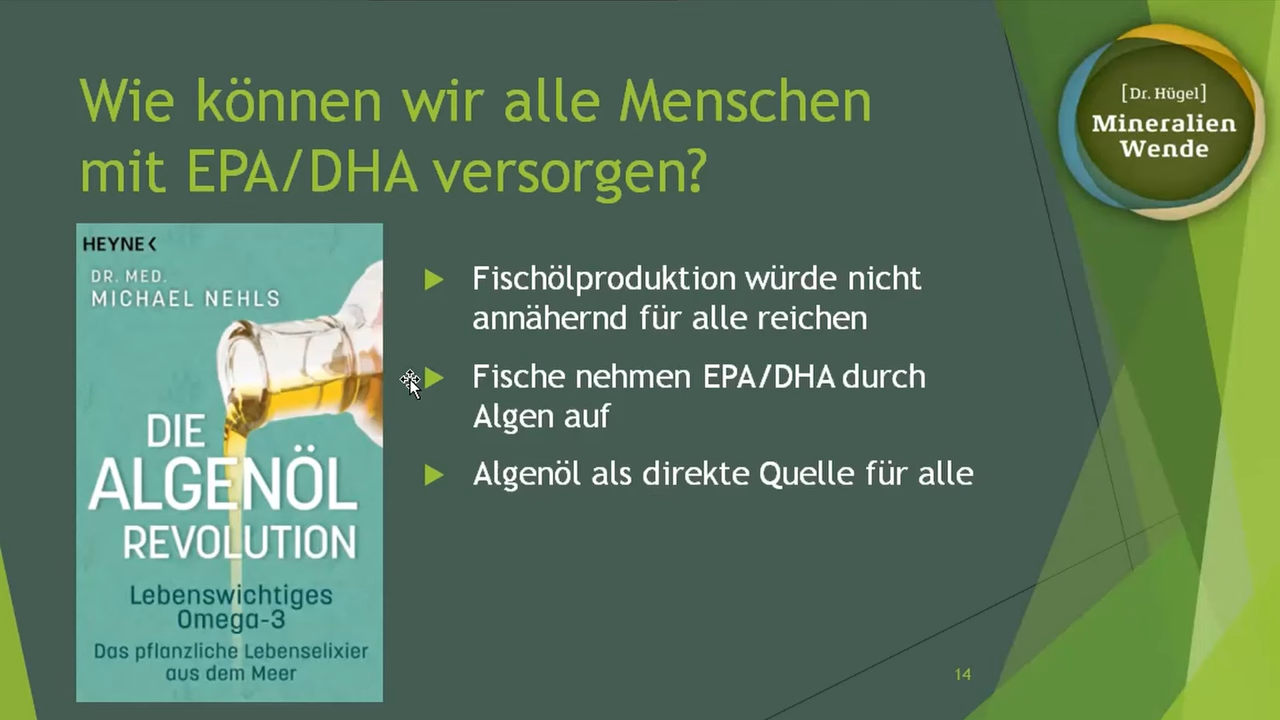 Wie können wir alle Menschen
mit EPA/DHA versorgen?
[Dr. Hügel]
Mineralien
Wende
HEYNE<
DR. MED.
MICHAEL NEHLS
DIE
ALGENÖL
REVOLUTION
Lebenswichtiges
Omega-3
Das pflanzliche Lebenselixier
aus dem Meer
Fischölproduktion würde nicht
annähernd für alle reichen
Fische nehmen EPA/DHA durch
Algen auf
Algenöl als direkte Quelle für alle
14